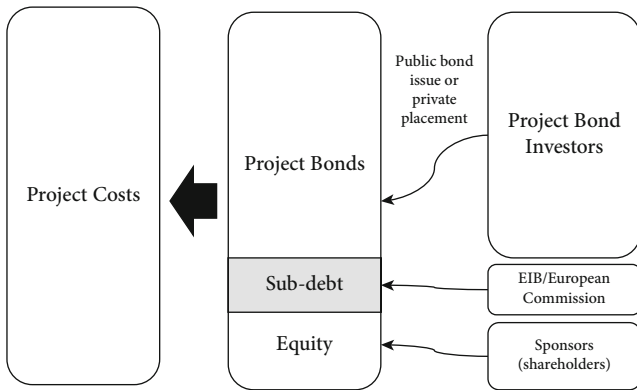 Project Costs
Project Bonds
Sub-debt
Equity
Public bond
issue or
private
placement
Project Bond
Investors
EIB/European
Commission
Sponsors
(shareholders)